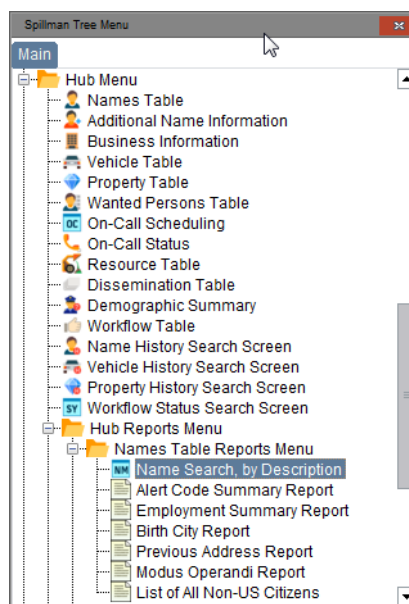 Spillman Tree Menu
Main
Hub Menu
Names Table
Additional Name Information
Business Information
Vehicle Table
Property Table
Wanted Persons Table
OC On-Call Scheduling
On-Call Status
Resource Table
Dissemination Table
Demographic Summary
Workflow Table
Name History Search Screen
Vehicle History Search Screen
Property History Search Screen
SY Workflow Status Search Screen
Hub Reports Menu
Names Table Reports Menu
NM Name Search, by Description
Alert Code Summary Report
Employment Summary Report
Birth City Report
Previous Address Report
Modus Operandi Report
List of All Non-US Citizens